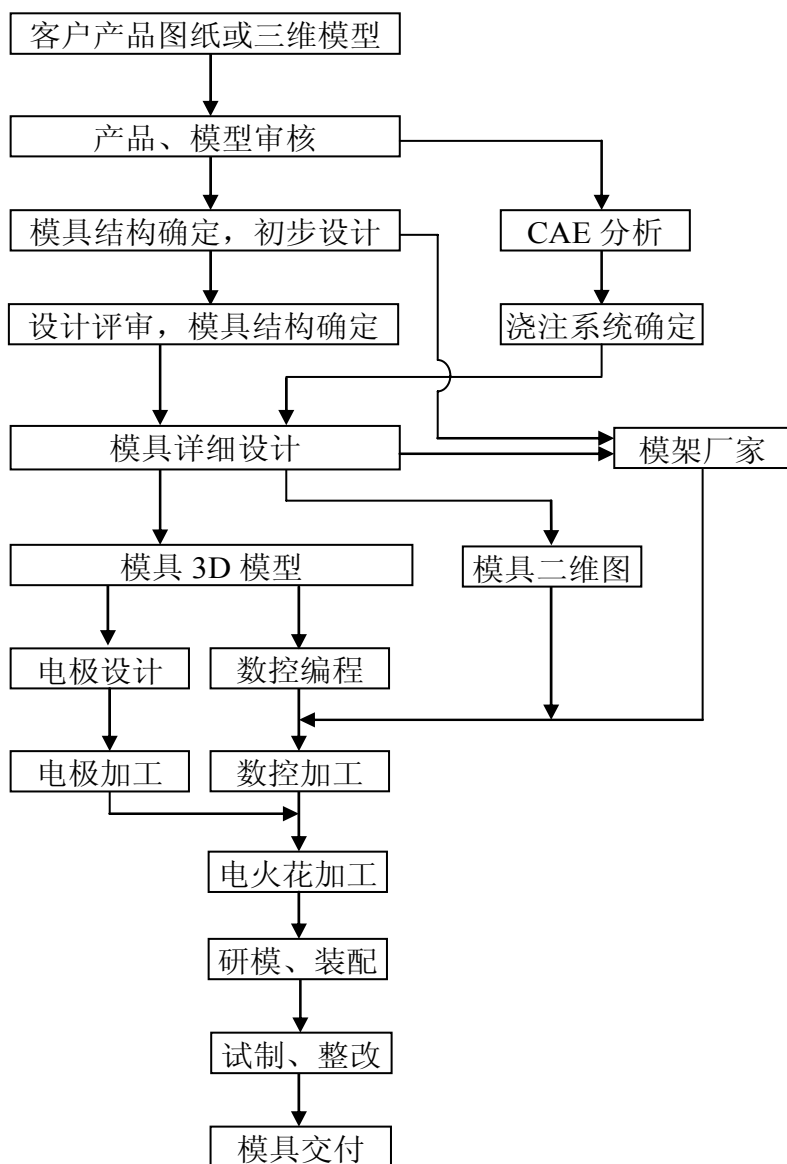 客户产品图纸或三维模型
产品、模型审核
模具结构确定，初步设计
CAE 分析
设计评审，模具结构确定
浇注系统确定
模具详细设计
模架厂家
模具 3D 模型
模具二维图
电极设计
数控编程
电极加工
数控加工
电火花加工
研模、装配
试制、整改
模具交付